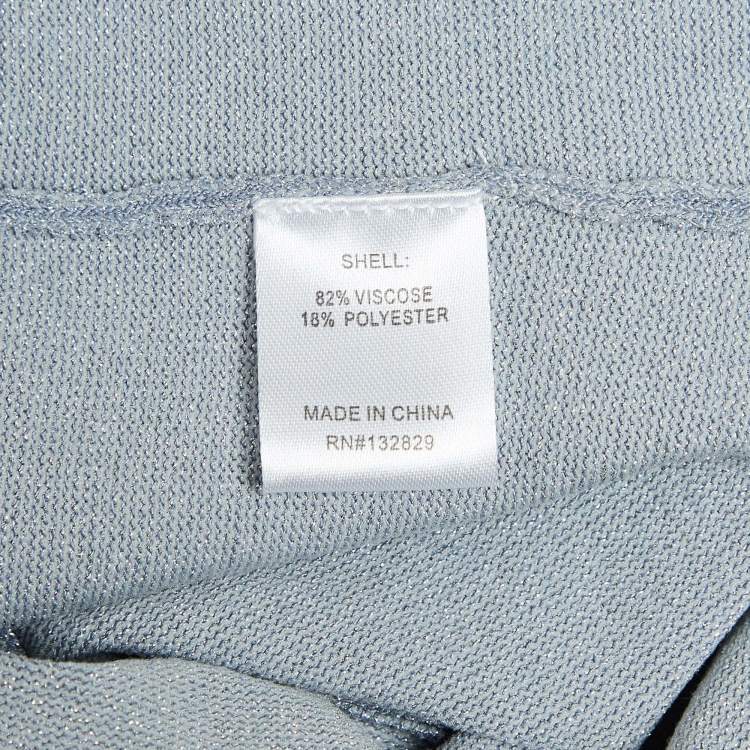 SHELL:
82% VISCOSE
18% POLYESTER
MADE IN CHINA
RN#132829